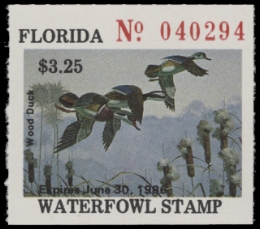 FLORIDA № 040294
$3.25
Wood Duck
Expires June 30, 1986
WATERFOWL STAMP